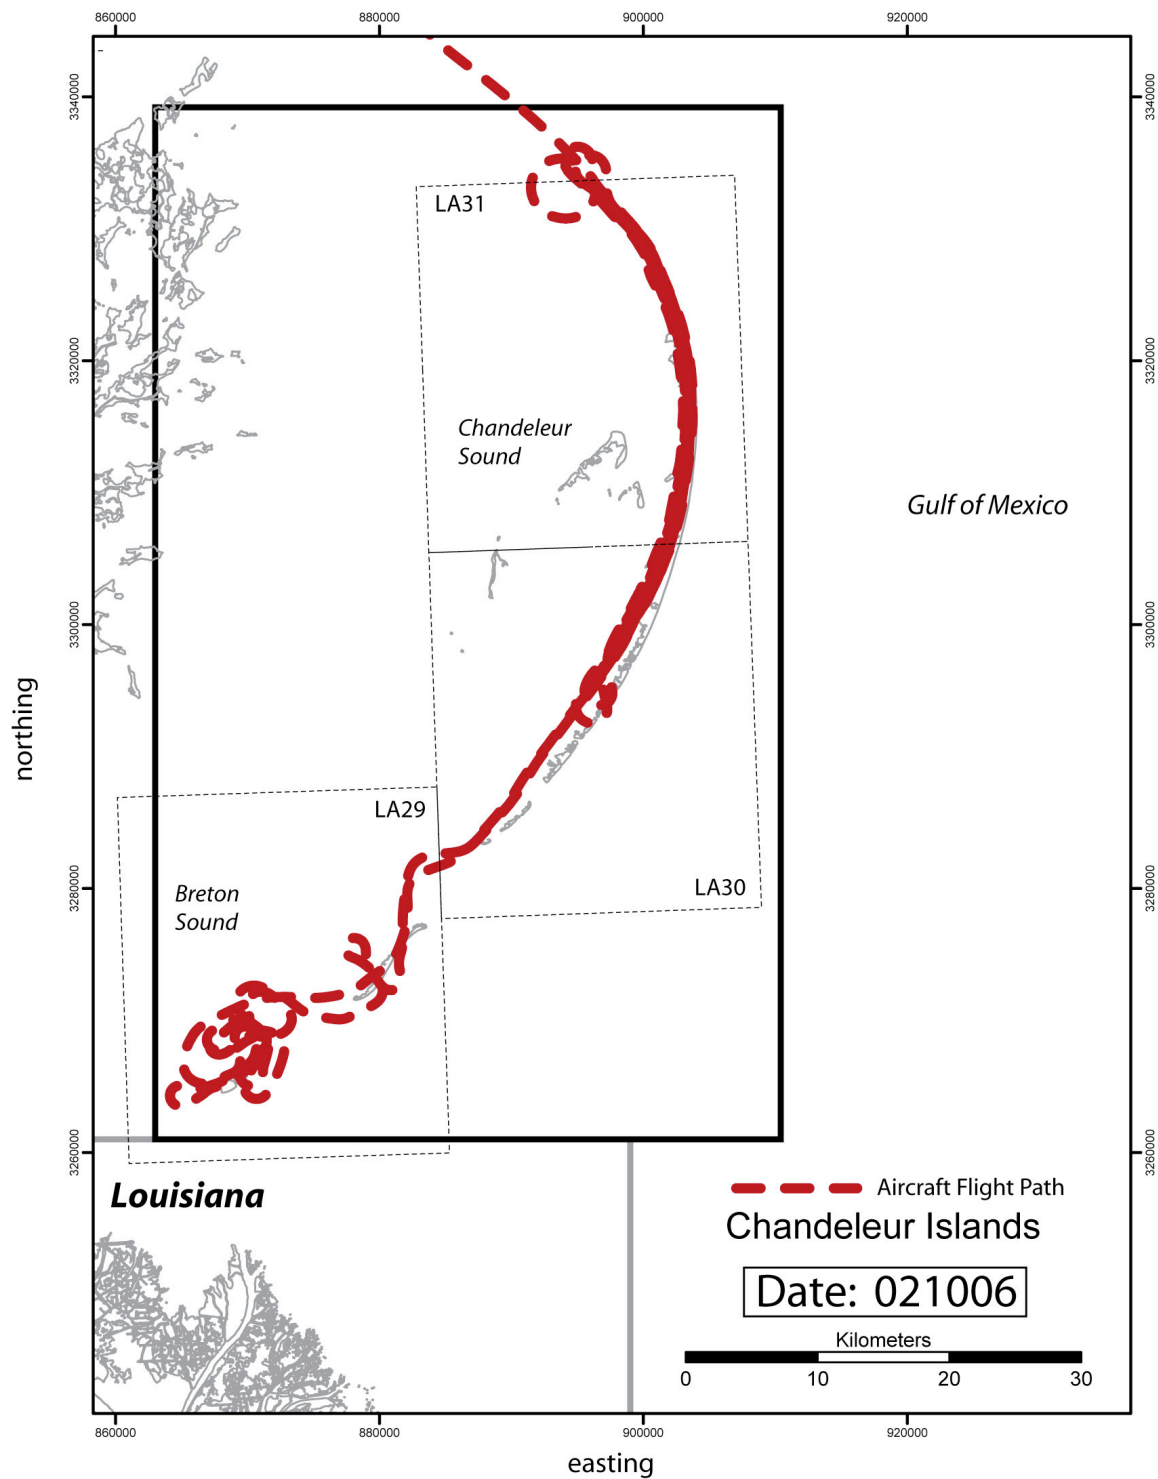 860000
880000
900000
920000
3340000
3340000
LA31
3320000
3320000
Chandeleur
Sound
Gulf of Mexico
3300000
3300000
northing
LA29
LA30
Breton
Sound
3280000
3280000
3260000
3260000
Louisiana
Aircraft Flight Path
Chandeleur Islands
Date: 021006
Kilometers
0
10
20
30
860000
880000
900000
920000
easting